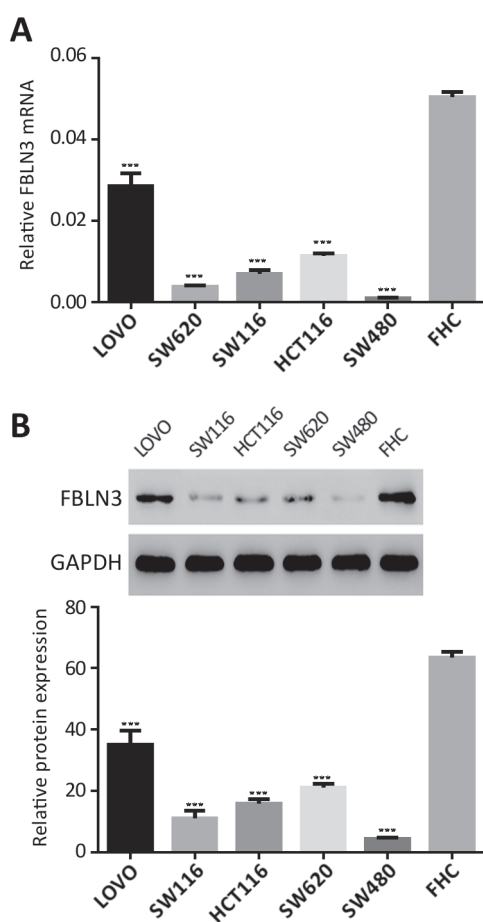 A
Relative FBLN3 mRNA
0.06
0.04
0.02
0.00
***
***
***
***
***
LOVO
SW620
SW116
HCT116
SW480
FHC
B
LOVO
SW116
HCT116
SW620
SW480
FHC
FBLN3
GAPDH
Relative protein expression
80
60
40
20
0
***
***
***
***
***
LOVO
SW116
HCT116
SW620
SW480
FHC